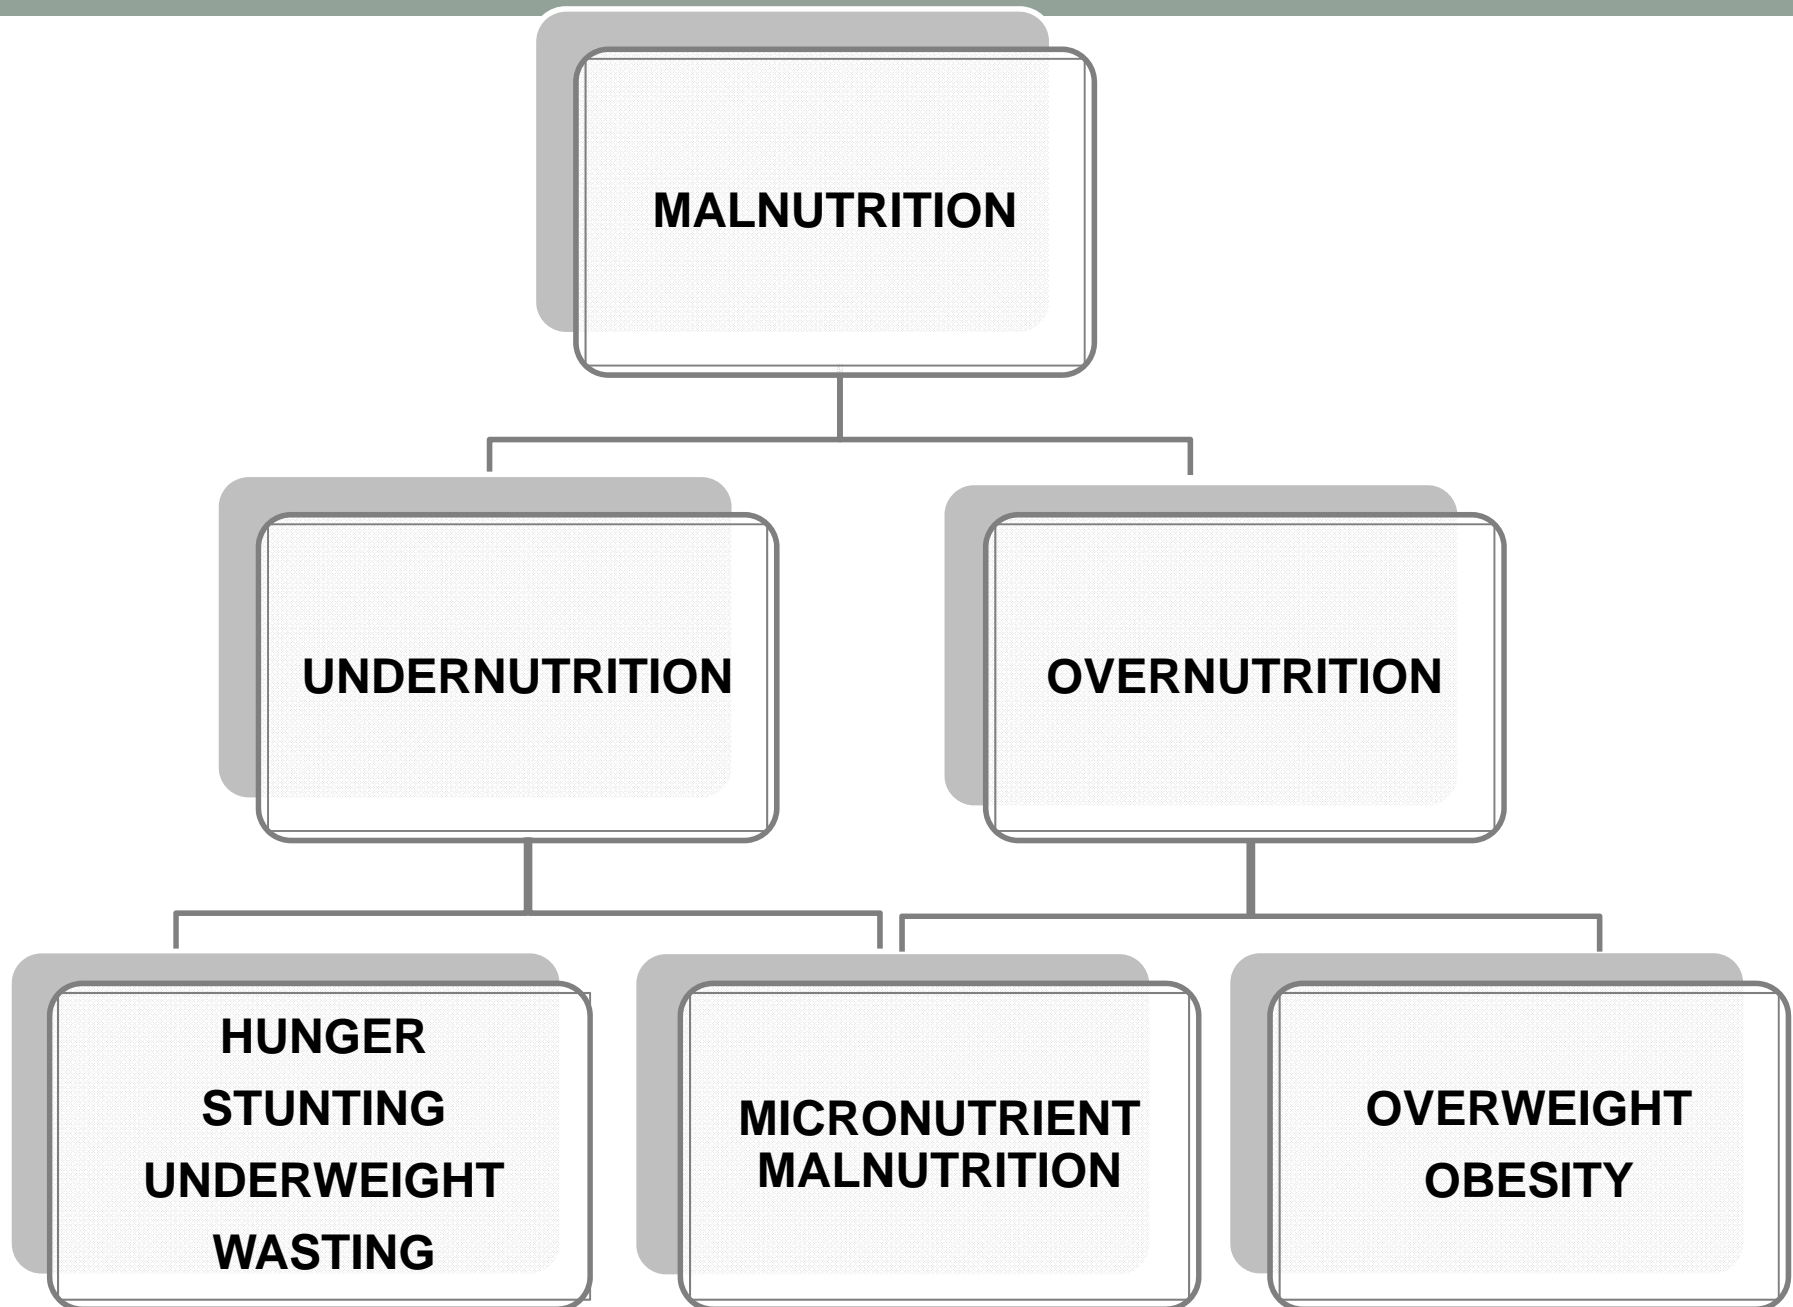 MALNUTRITION
UNDERNUTRITION
OVERNUTRITION
HUNGER
STUNTING
UNDERWEIGHT
WASTING
MICRONUTRIENT
MALNUTRITION
OVERWEIGHT
OBESITY